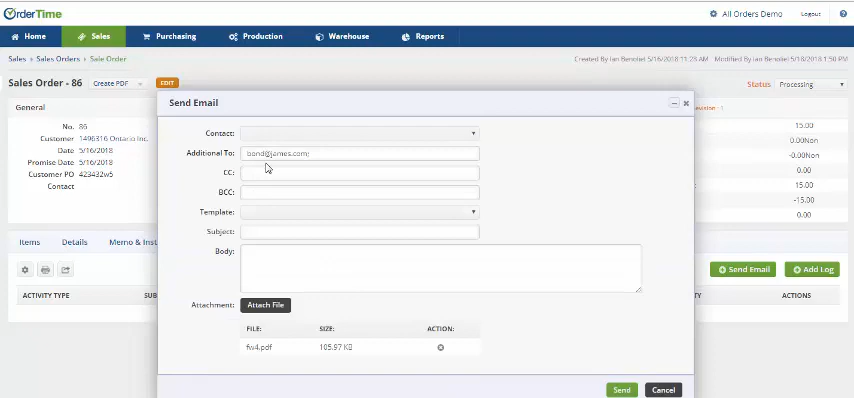 OrderTime
All Orders Demo
Logout
Home
Sales
Purchasing
Production
Warehouse
Reports
Sales » Sales Orders » Sale Order
Created By Ian Benoliel 5/16/2018 11:23 AM Modified By Ian Benoliel 5/18/2018 1:50 PM
Sales Order - 86
Create PDF
EDIT
Status
Processing
General
No. 86
Customer 1496316 Ontario Inc.
Date 5/16/2018
Promise Date 5/16/2018
Customer PO 423432w5
Contact
Send Email
Contact:
Additional To: bond@james.com;
CC:
BCC:
Template:
Subject:
Body:
Attachment: Attach File
FILE: SIZE: ACTION:
fw4.pdf 105.97 KB
Send
Cancel
: 1
15.00
0.00Non
-0.00Non
0.00
15.00
-15.00
0.00
Items
Details
Memo & Inst
Send Email
Add Log
ACTIVITY TYPE
SUB
ACTIONS